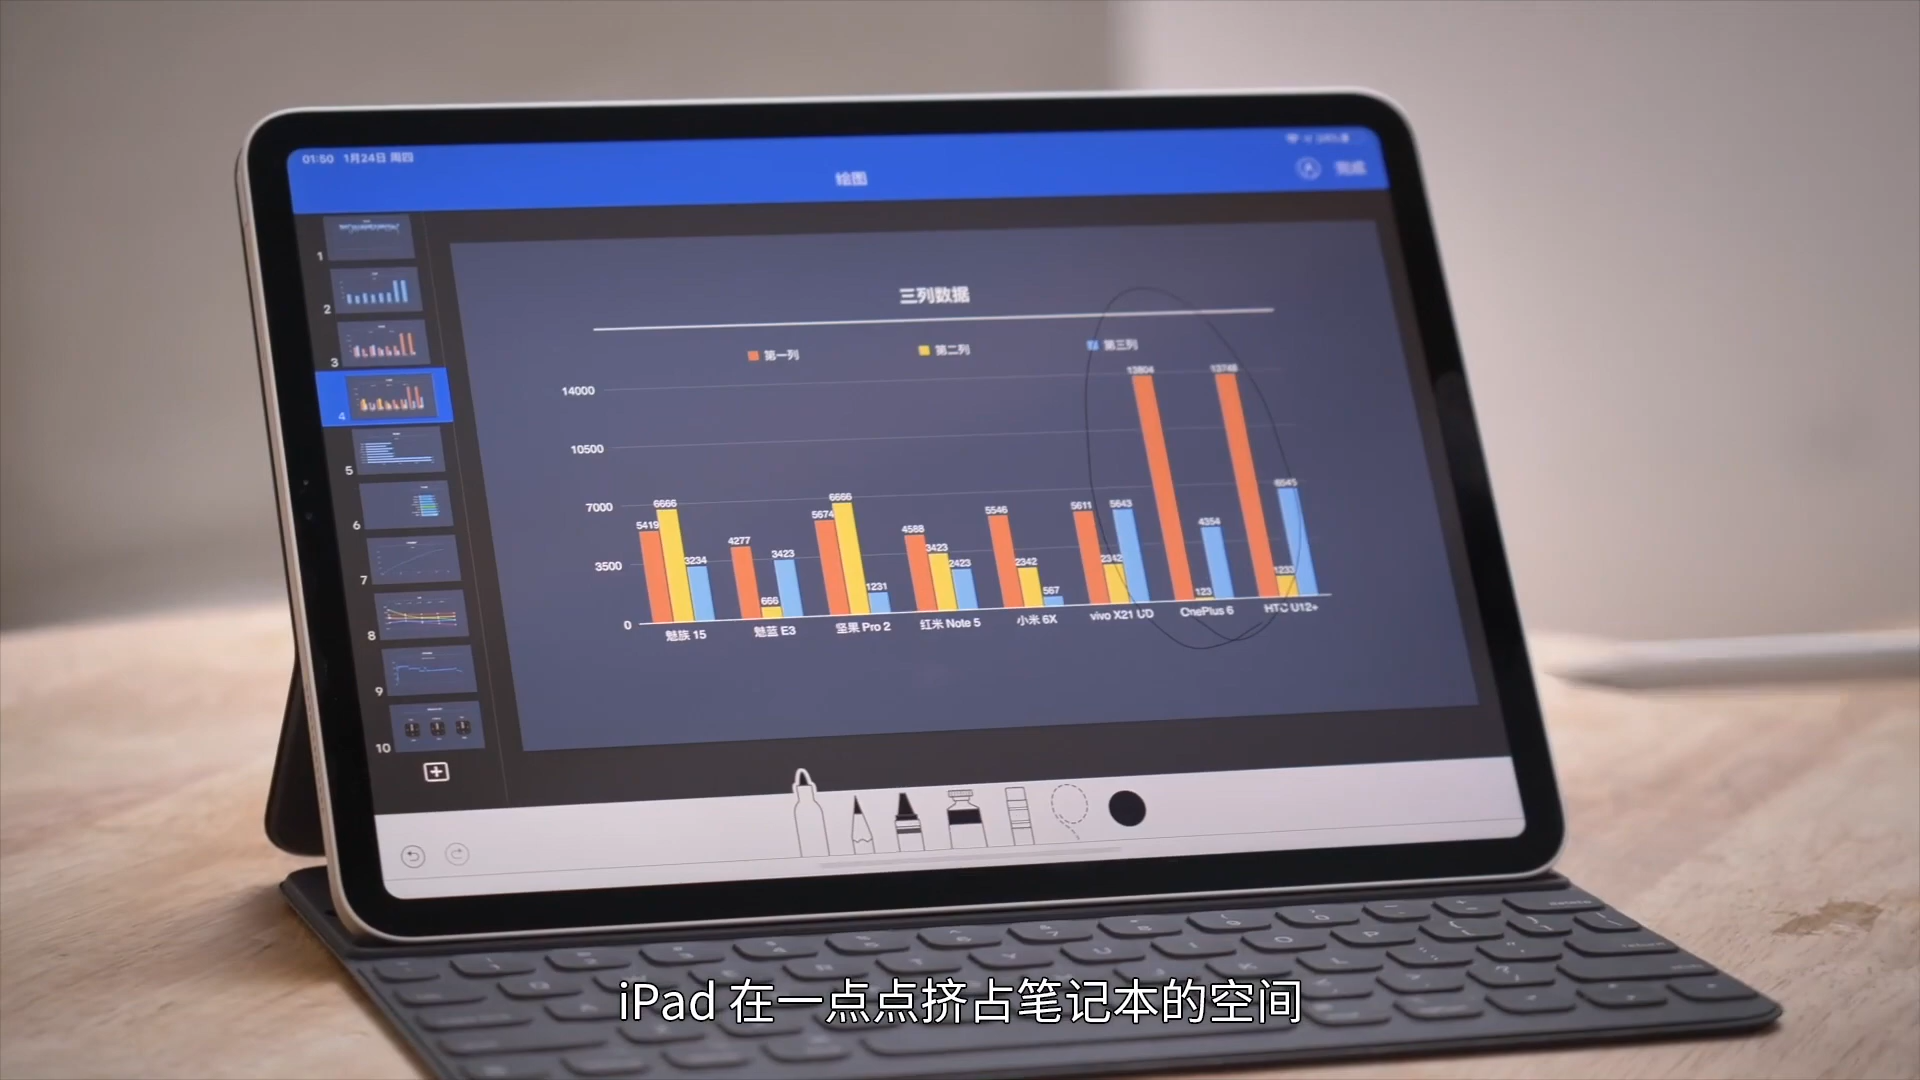 01:50 1月24日 周四
绘图
完成
1
2
3
4
5
6
7
8
9
10
三列数据
第一列 第二列 第三列
14000
10500
7000
3500
0
5419 6666 3234
4277 666 3423
5674 6666 1231
4588 3423 2423
5546 2342 567
5611 2342 5643
13804 123 4354
13748 1233 6545
魅族 15 魅蓝 E3 坚果 Pro 2 红米 Note 5 小米 6X vivo X21 UD OnePlus 6 HTC U12+
iPad 在一点点挤占笔记本的空间